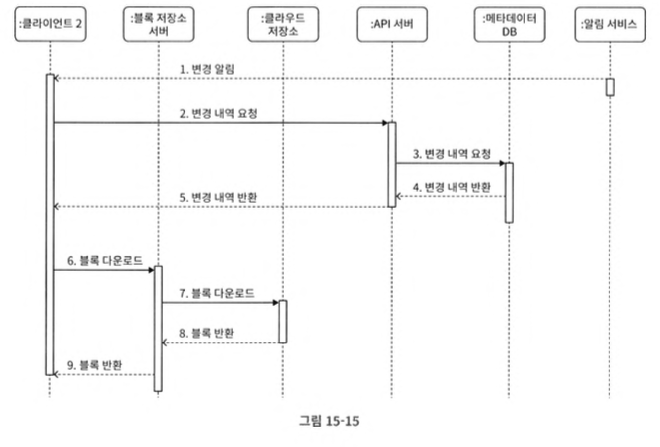 :클라이언트 2
:블록 저장소
서버
:클라우드
저장소
:API 서버
:메타데이터
DB
:알림 서비스
1. 변경 알림
2. 변경 내역 요청
3. 변경 내역 요청
4. 변경 내역 반환
5. 변경 내역 반환
6. 블록 다운로드
7. 블록 다운로드
8. 블록 반환
9. 블록 반환
그림 15-15